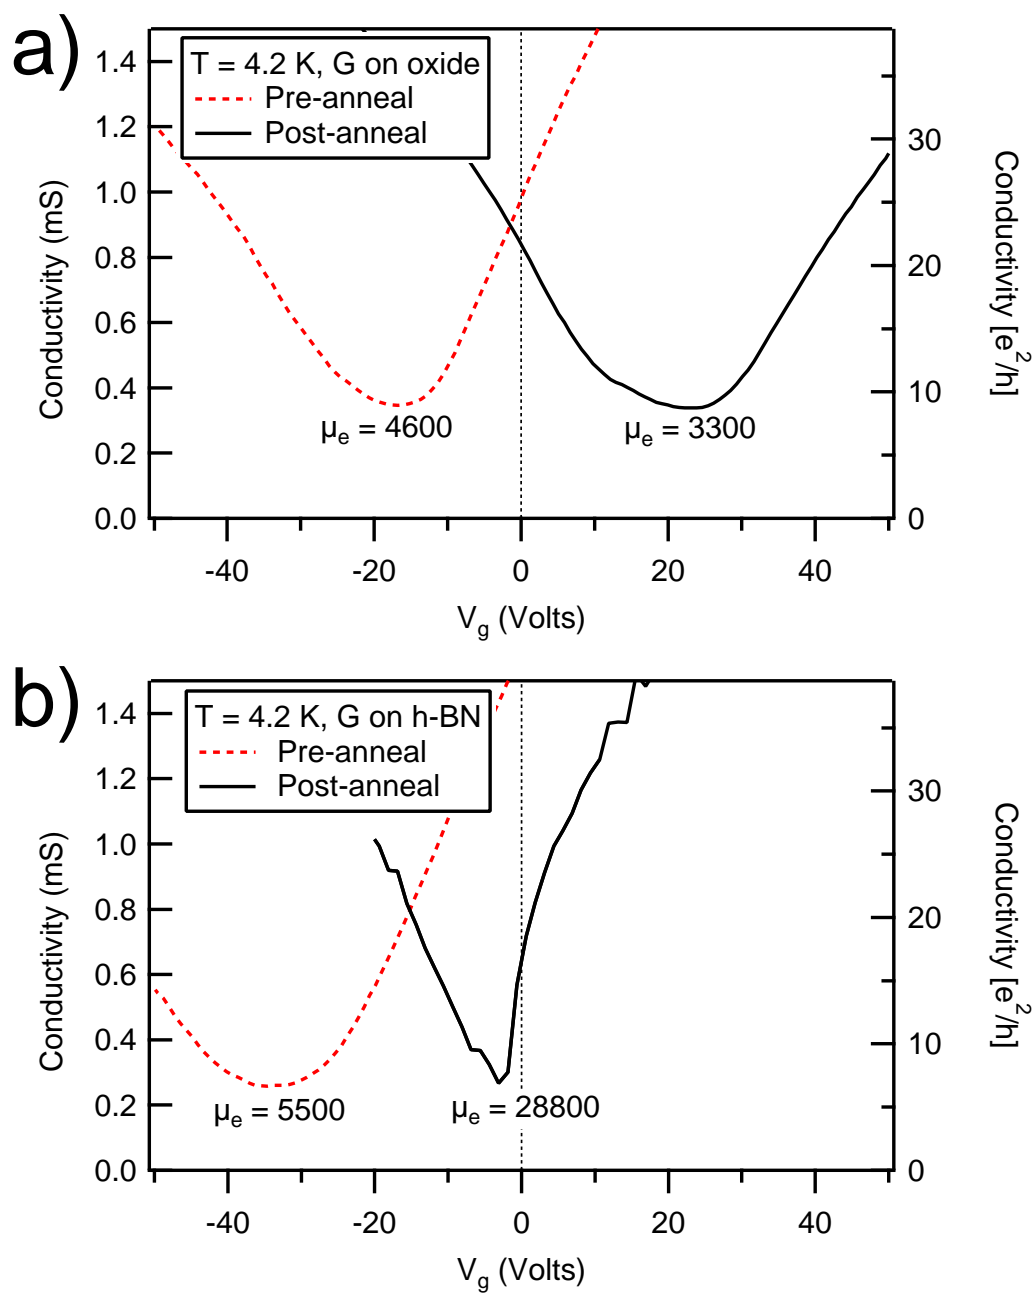 a)
T = 4.2 K, G on oxide
Pre-anneal
Post-anneal
1.4
1.2
1.0
0.8
0.6
0.4
0.2
0.0
Conductivity (mS)
30
20
10
0
Conductivity [e²/h]
μₑ = 4600
μₑ = 3300
-40 -20 0 20 40
V_g (Volts)
b)
T = 4.2 K, G on h-BN
Pre-anneal
Post-anneal
1.4
1.2
1.0
0.8
0.6
0.4
0.2
0.0
Conductivity (mS)
30
20
10
0
Conductivity [e²/h]
μₑ = 5500
μₑ = 28800
-40 -20 0 20 40
V_g (Volts)